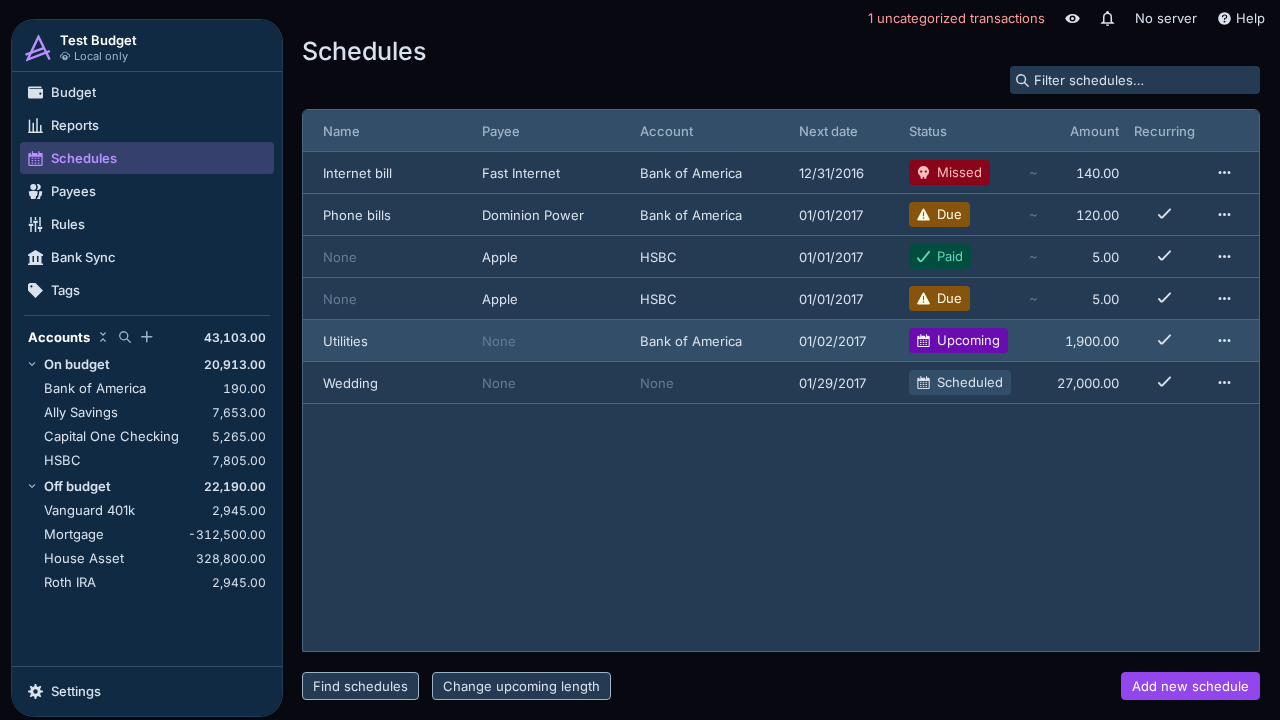 1 uncategorized transactions
No server
Help
Test Budget
Local only
Budget
Reports
Schedules
Payees
Rules
Bank Sync
Tags
Accounts 43,103.00
On budget 20,913.00
Bank of America 190.00
Ally Savings 7,653.00
Capital One Checking 5,265.00
HSBC 7,805.00
Off budget 22,190.00
Vanguard 401k 2,945.00
Mortgage -312,500.00
House Asset 328,800.00
Roth IRA 2,945.00
Settings
Schedules
Filter schedules...
Name Payee Account Next date Status Amount Recurring
Internet bill Fast Internet Bank of America 12/31/2016 Missed ~ 140.00
Phone bills Dominion Power Bank of America 01/01/2017 Due ~ 120.00
None Apple HSBC 01/01/2017 Paid ~ 5.00
None Apple HSBC 01/01/2017 Due ~ 5.00
Utilities None Bank of America 01/02/2017 Upcoming 1,900.00
Wedding None None 01/29/2017 Scheduled 27,000.00
Find schedules
Change upcoming length
Add new schedule